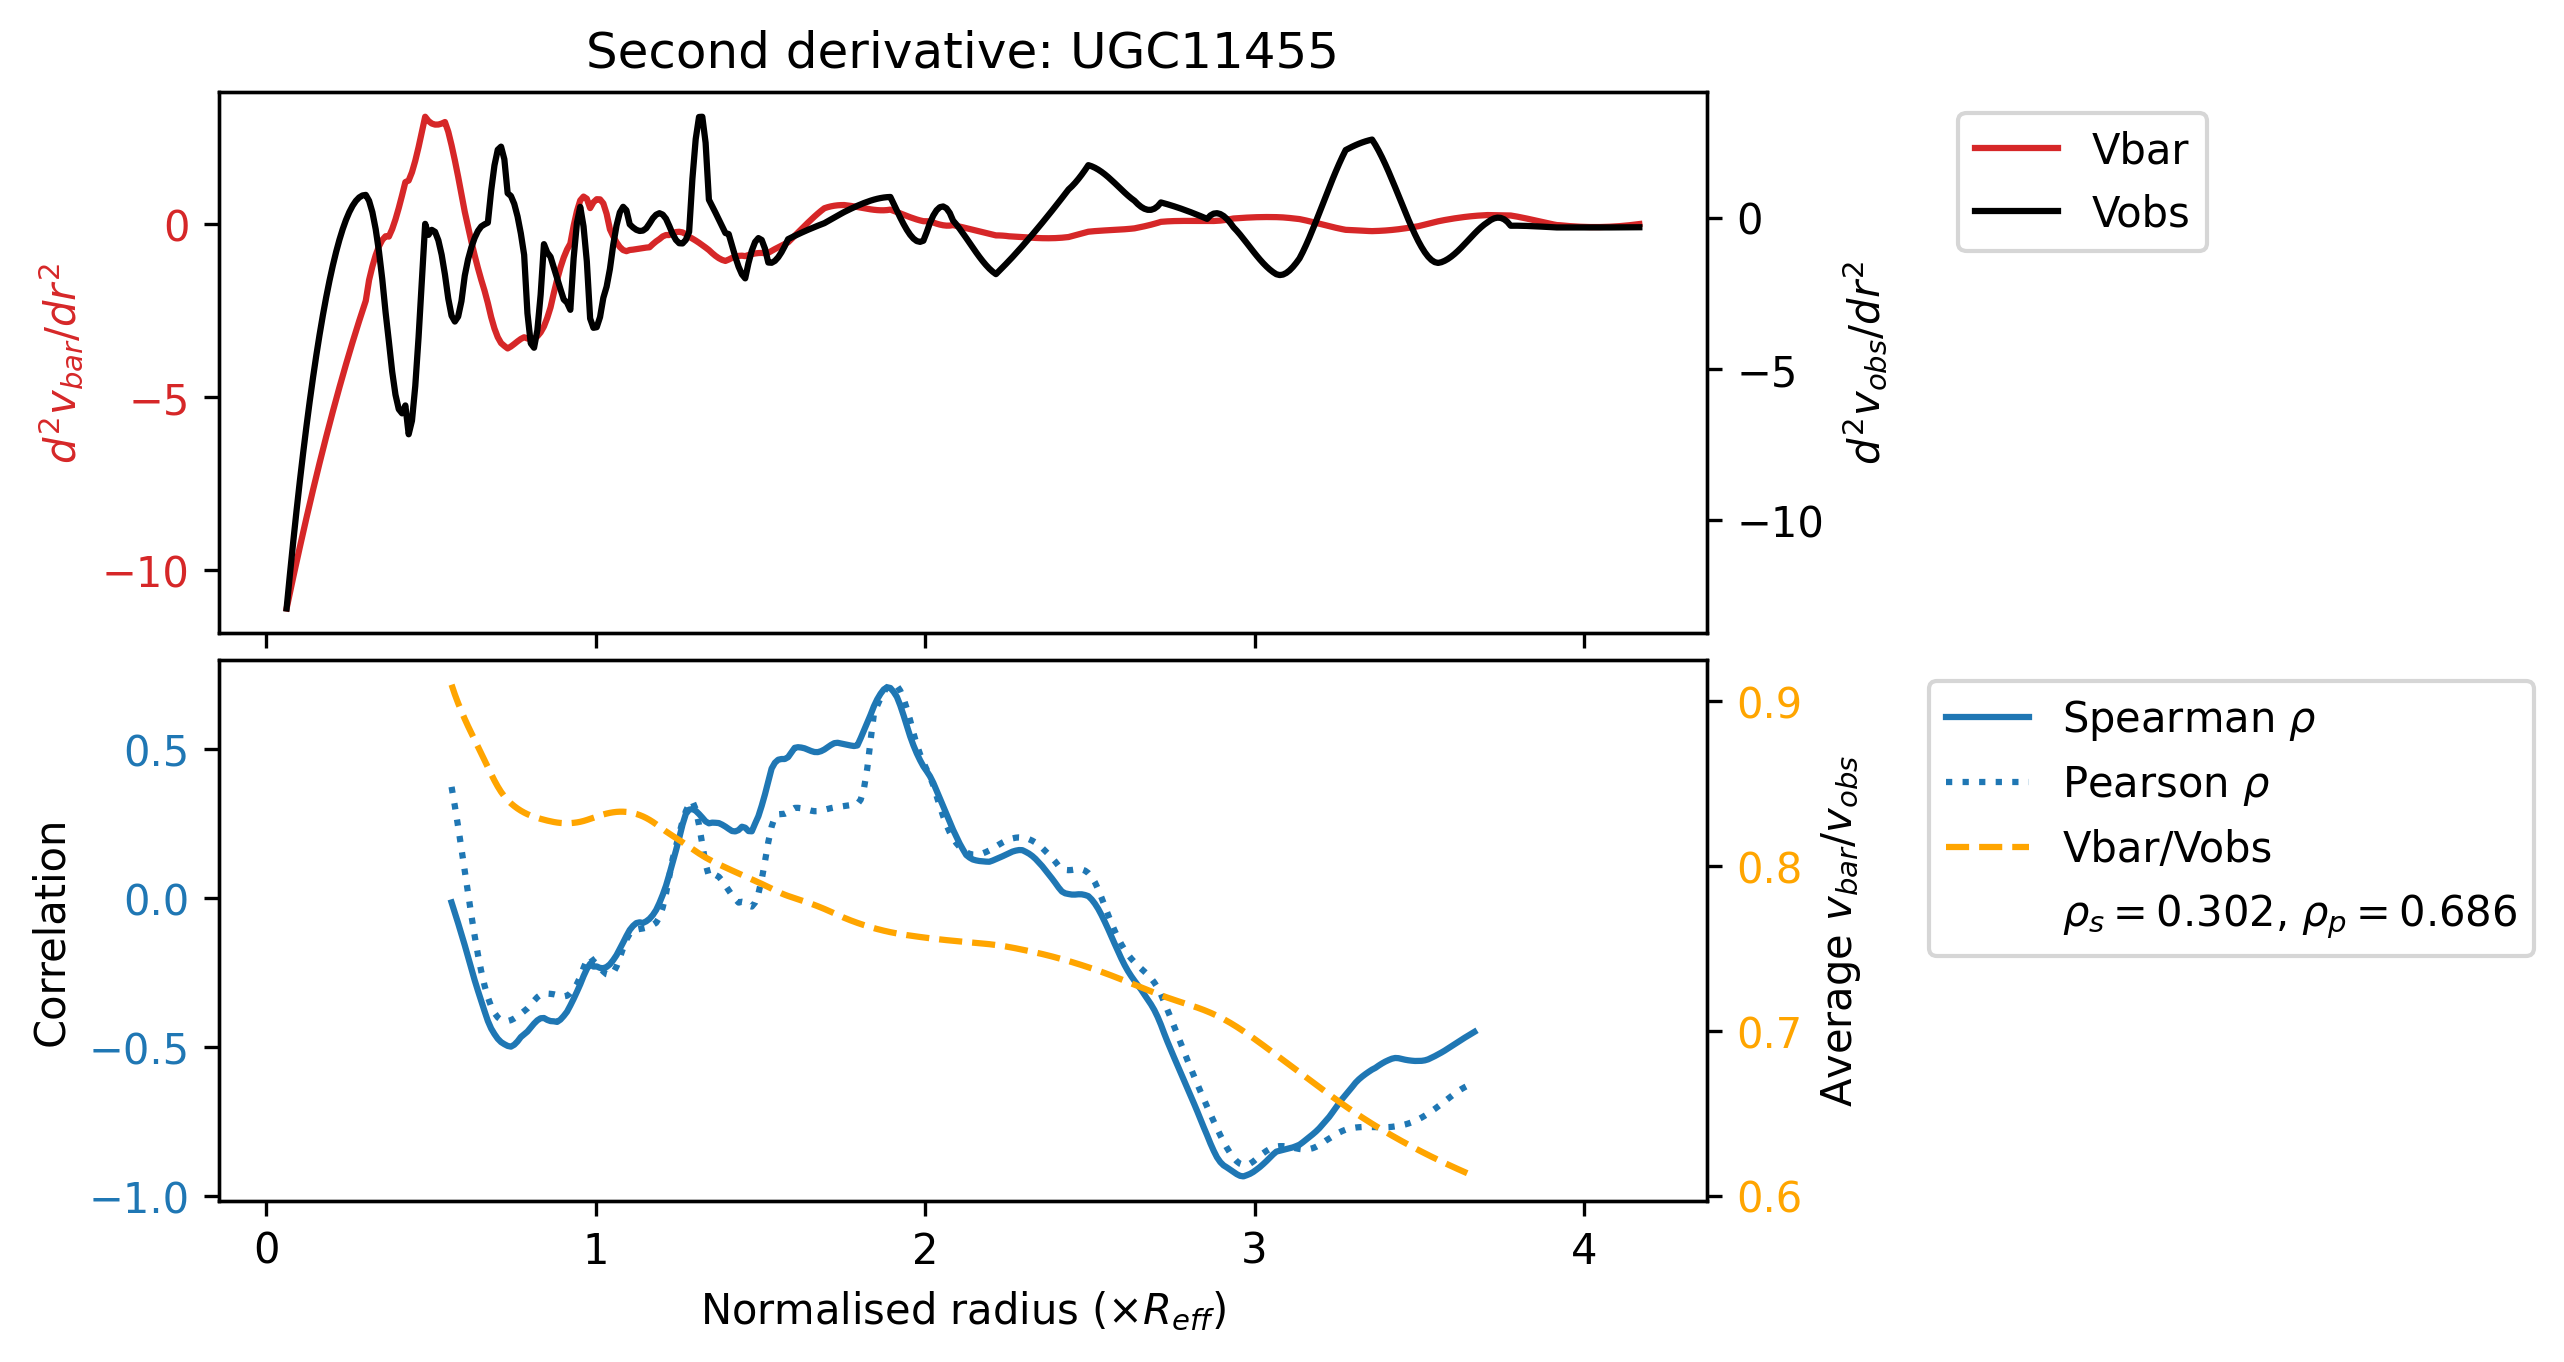 Second derivative: UGC11455
0
−5
−10
d²v_bar/dr²
0
−5
−10
d²v_obs/dr²
Vbar
Vobs
0.5
0.0
−0.5
−1.0
Correlation
0.9
0.8
0.7
0.6
Average v_bar/v_obs
Spearman ρ
Pearson ρ
Vbar/Vobs
ρ_s = 0.302, ρ_p = 0.686
0 1 2 3 4
Normalised radius (×R_eff)